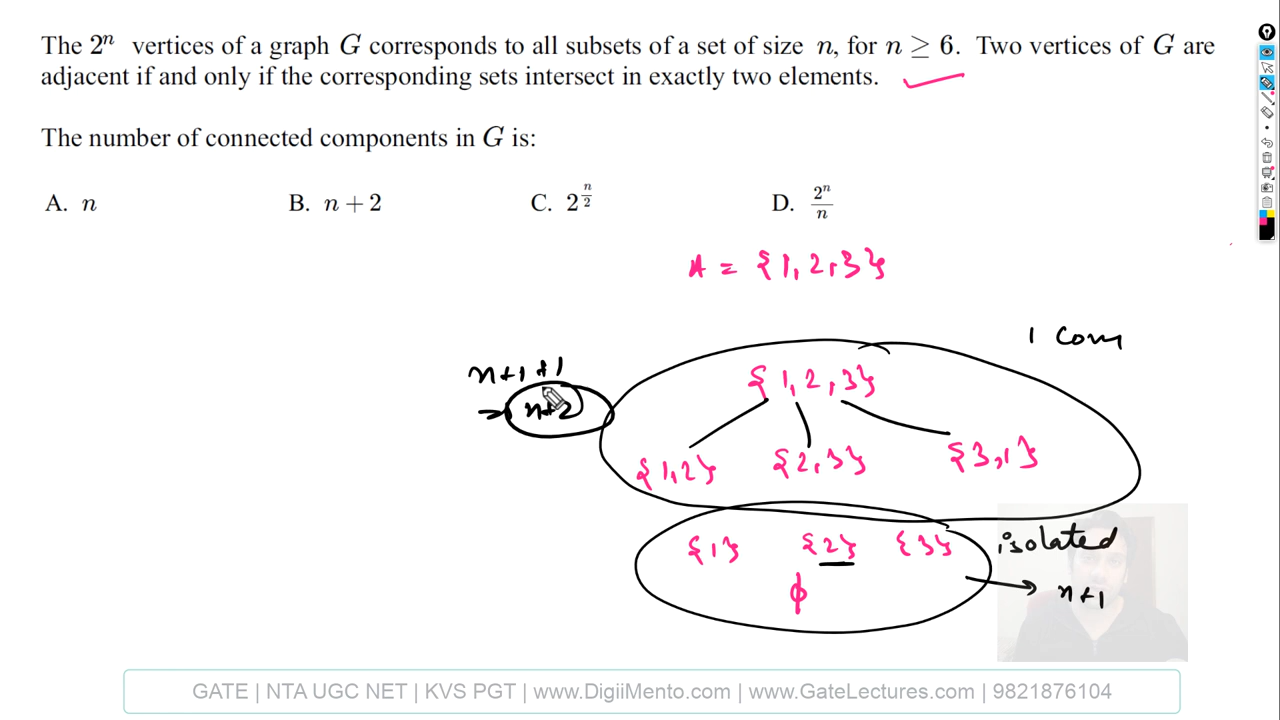 The 2ⁿ vertices of a graph G corresponds to all subsets of a set of size n, for n ≥ 6. Two vertices of G are
adjacent if and only if the corresponding sets intersect in exactly two elements.
The number of connected components in G is:
A. n B. n + 2 C. 2^(n/2) D. 2ⁿ/n
A = {1, 2, 3}
1 Com
n+1+1
{1, 2, 3}
⇒ n+2
{1,2} {2,3} {3,1}
{1} {2} {3} isolated
ϕ → n+1
GATE | NTA UGC NET | KVS PGT | www.DigiiMento.com | www.GateLectures.com | 9821876104